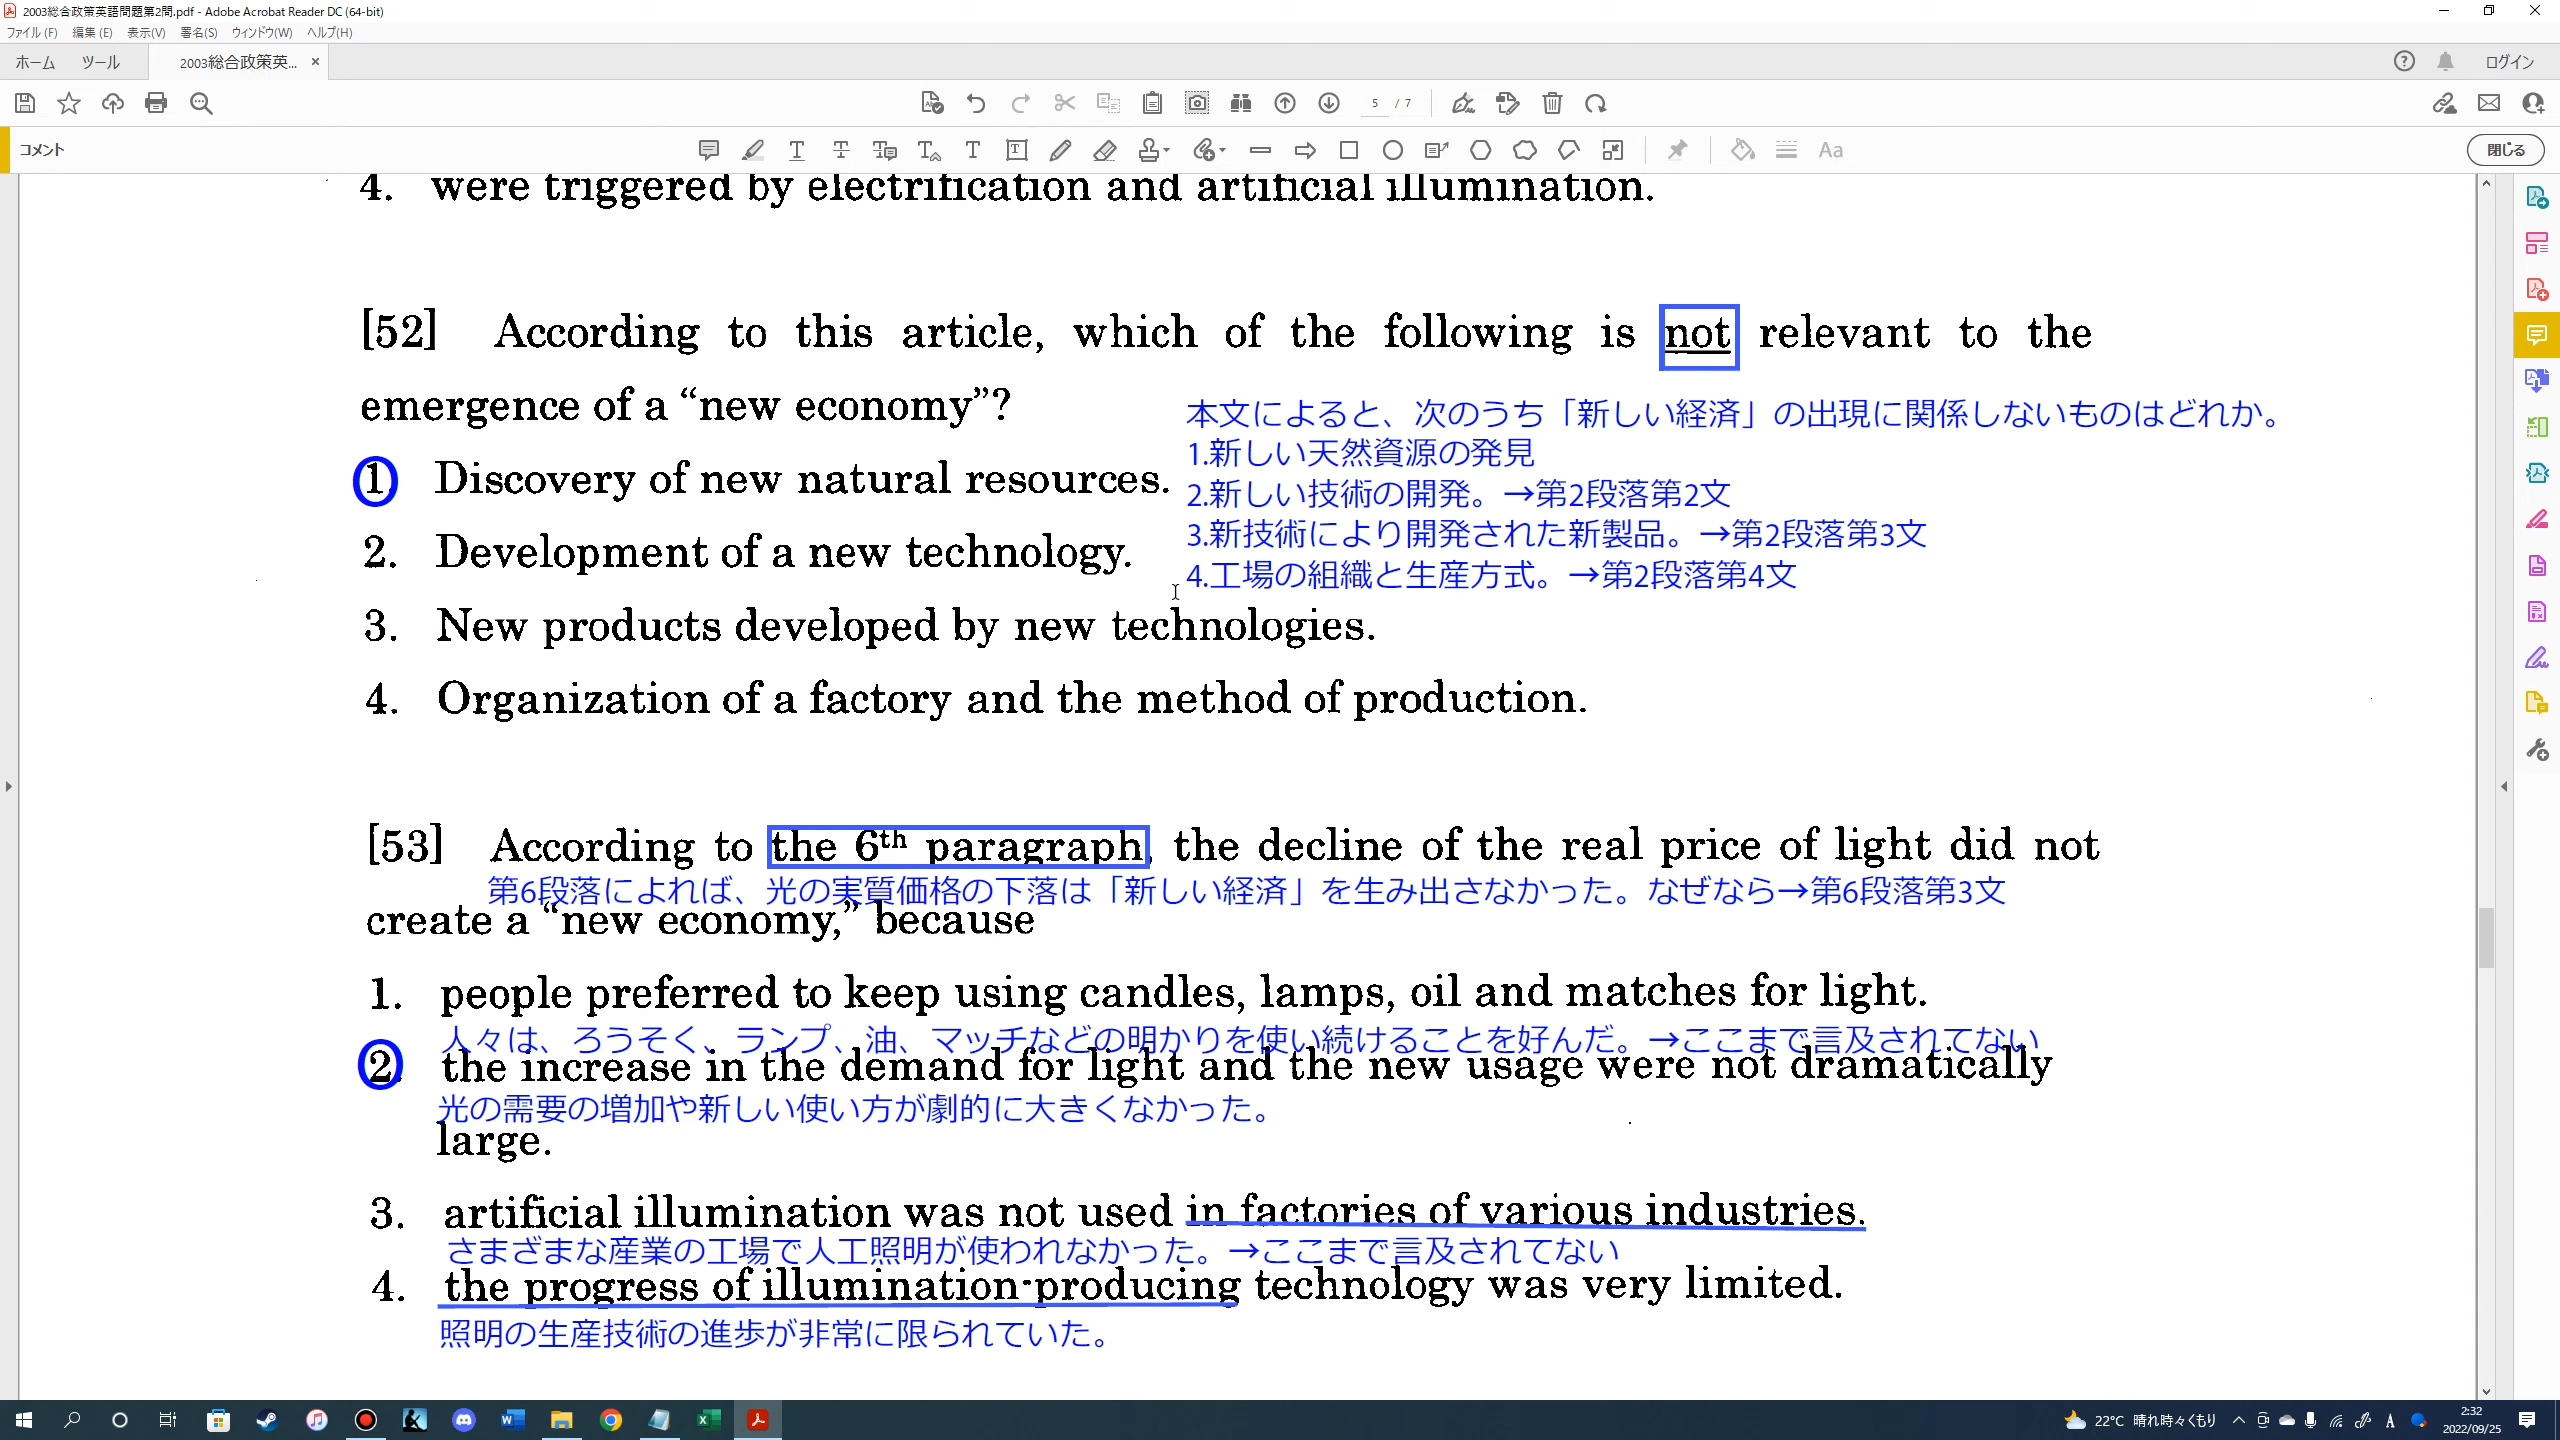 2003総合政策英語問題第2問.pdf - Adobe Acrobat Reader DC (64-bit)
ファイル(F) 編集(E) 表示(V) 署名(S) ウィンドウ(W) ヘルプ(H)
ホーム ツール 2003総合政策英... × ログイン
5 / 7
コメント 閉じる
4. were triggered by electrification and artificial illumination.
[52] According to this article, which of the following is not relevant to the
emergence of a “new economy”?
本文によると、次のうち「新しい経済」の出現に関係しないものはどれか。
1.新しい天然資源の発見
1 Discovery of new natural resources.
2.新しい技術の開発。→第2段落第2文
3.新技術により開発された新製品。→第2段落第3文
2. Development of a new technology.
4.工場の組織と生産方式。→第2段落第4文
3. New products developed by new technologies.
4. Organization of a factory and the method of production.
[53] According to the 6th paragraph, the decline of the real price of light did not
第6段落によれば、光の実質価格の下落は「新しい経済」を生み出さなかった。なぜなら→第6段落第3文
create a “new economy,” because
1. people preferred to keep using candles, lamps, oil and matches for light.
人々は、ろうそく、ランプ、油、マッチなどの明かりを使い続けることを好んだ。→ここまで言及されてない
2. the increase in the demand for light and the new usage were not dramatically
光の需要の増加や新しい使い方が劇的に大きくなかった。
large.
3. artificial illumination was not used in factories of various industries.
さまざまな産業の工場で人工照明が使われなかった。→ここまで言及されてない
4. the progress of illumination-producing technology was very limited.
照明の生産技術の進歩が非常に限られていた。
22°C 晴れ時々くもり A 2:32
2022/09/25